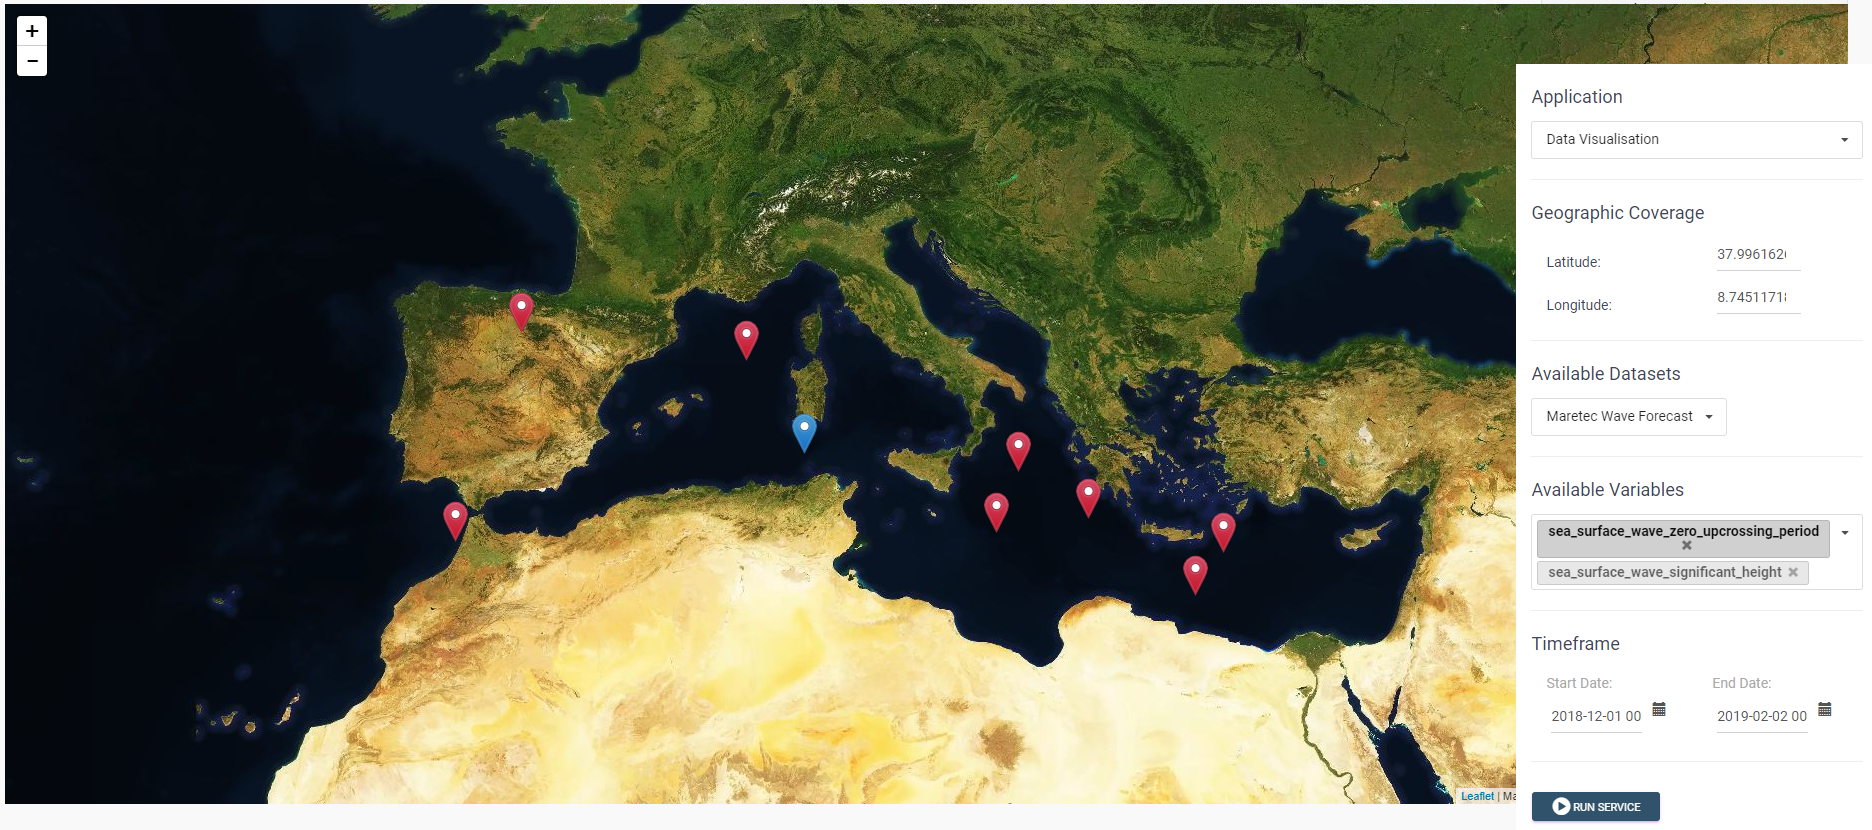 +
−
Application
Data Visualisation
Geographic Coverage
Latitude:
37.996162
Longitude:
8.7451171
Available Datasets
Maretec Wave Forecast
Available Variables
sea_surface_wave_zero_upcrossing_period
×
sea_surface_wave_significant_height ×
Timeframe
Start Date: End Date:
2018-12-01 00 2019-02-02 00
Leaflet | Ma
RUN SERVICE